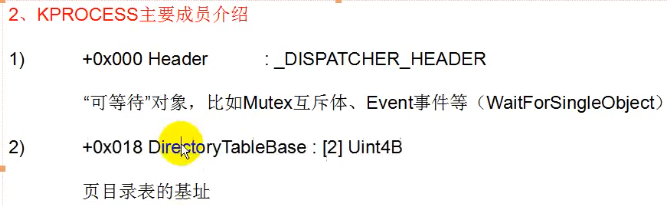 2、KPROCESS主要成员介绍
1) +0x000 Header : _DISPATCHER_HEADER
“可等待”对象，比如Mutex互斥体、Event事件等（WaitForSingleObject）
2) +0x018 DirectoryTableBase : [2] Uint4B
页目录表的基址